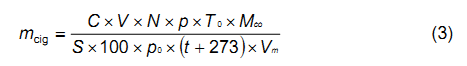 m_cig = (C × V × N × p × T₀ × M_co) / (S × 100 × p₀ × (t + 273) × V_m) (3)